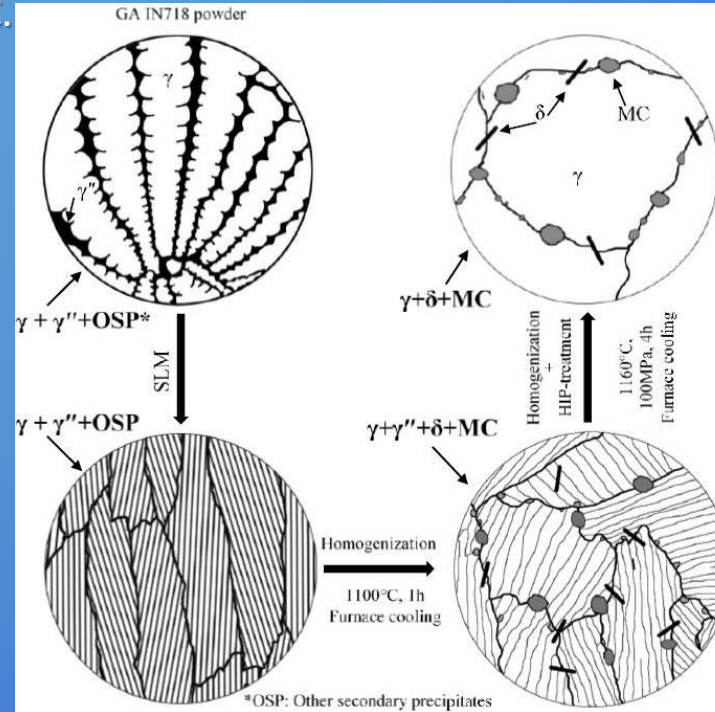 GA IN718 powder
γ
γ″
γ + γ″+OSP*
SLM
γ + γ″+OSP
Homogenization
1100°C, 1h
Furnace cooling
γ+γ″+δ+MC
Homogenization
+
HIP-treatment
1160°C,
100MPa, 4h
Furnace cooling
γ+δ+MC
δ
MC
γ
*OSP: Other secondary precipitates